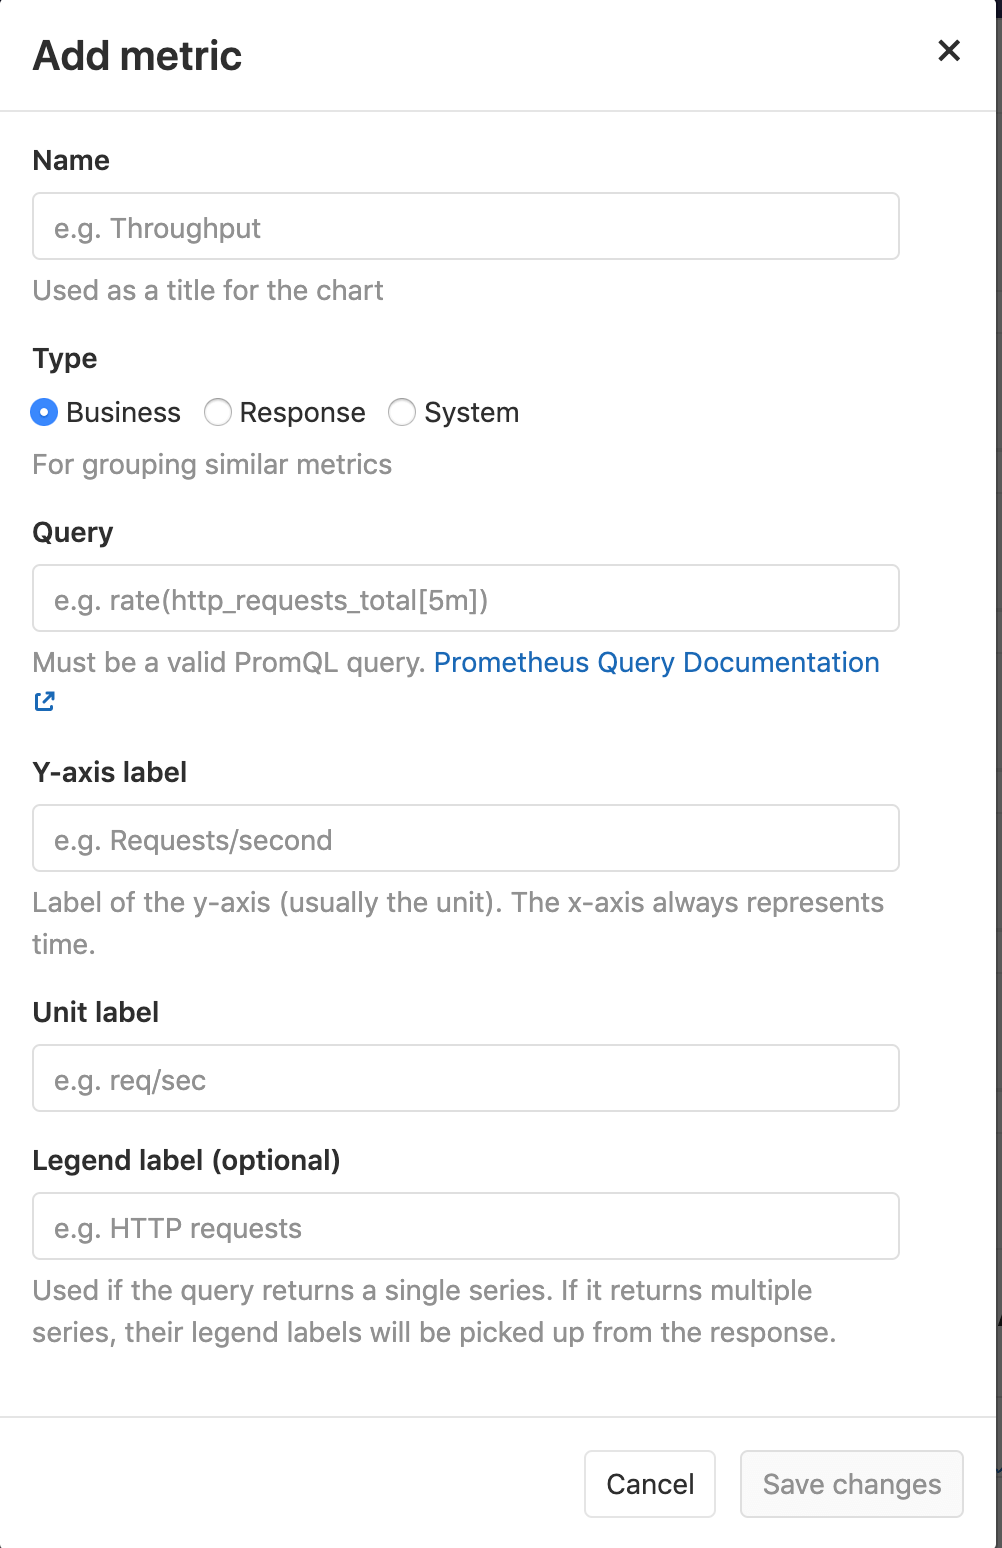 Add metric
Name
e.g. Throughput
Used as a title for the chart
Type
Business Response System
For grouping similar metrics
Query
e.g. rate(http_requests_total[5m])
Must be a valid PromQL query. Prometheus Query Documentation
Y-axis label
e.g. Requests/second
Label of the y-axis (usually the unit). The x-axis always represents
time.
Unit label
e.g. req/sec
Legend label (optional)
e.g. HTTP requests
Used if the query returns a single series. If it returns multiple
series, their legend labels will be picked up from the response.
Cancel Save changes